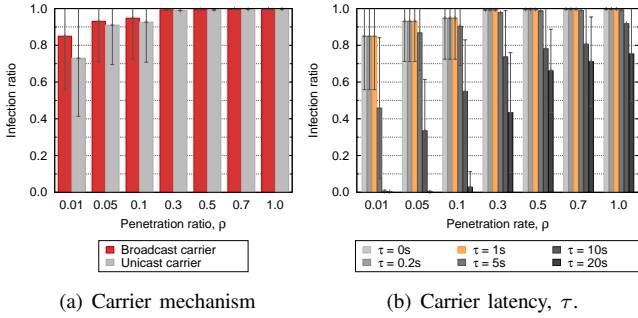 1.0
0.8
0.6
0.4
0.2
0.0
Infection ratio
0.01 0.05 0.1 0.3 0.5 0.7 1.0
Penetration ratio, ρ
Broadcast carrier
Unicast carrier
(a) Carrier mechanism
1.0
0.8
0.6
0.4
0.2
0.0
Infection ratio
0.01 0.05 0.1 0.3 0.5 0.7 1.0
Penetration rate, ρ
τ = 0s τ = 1s τ = 10s
τ = 0.2s τ = 5s τ = 20s
(b) Carrier latency, τ.